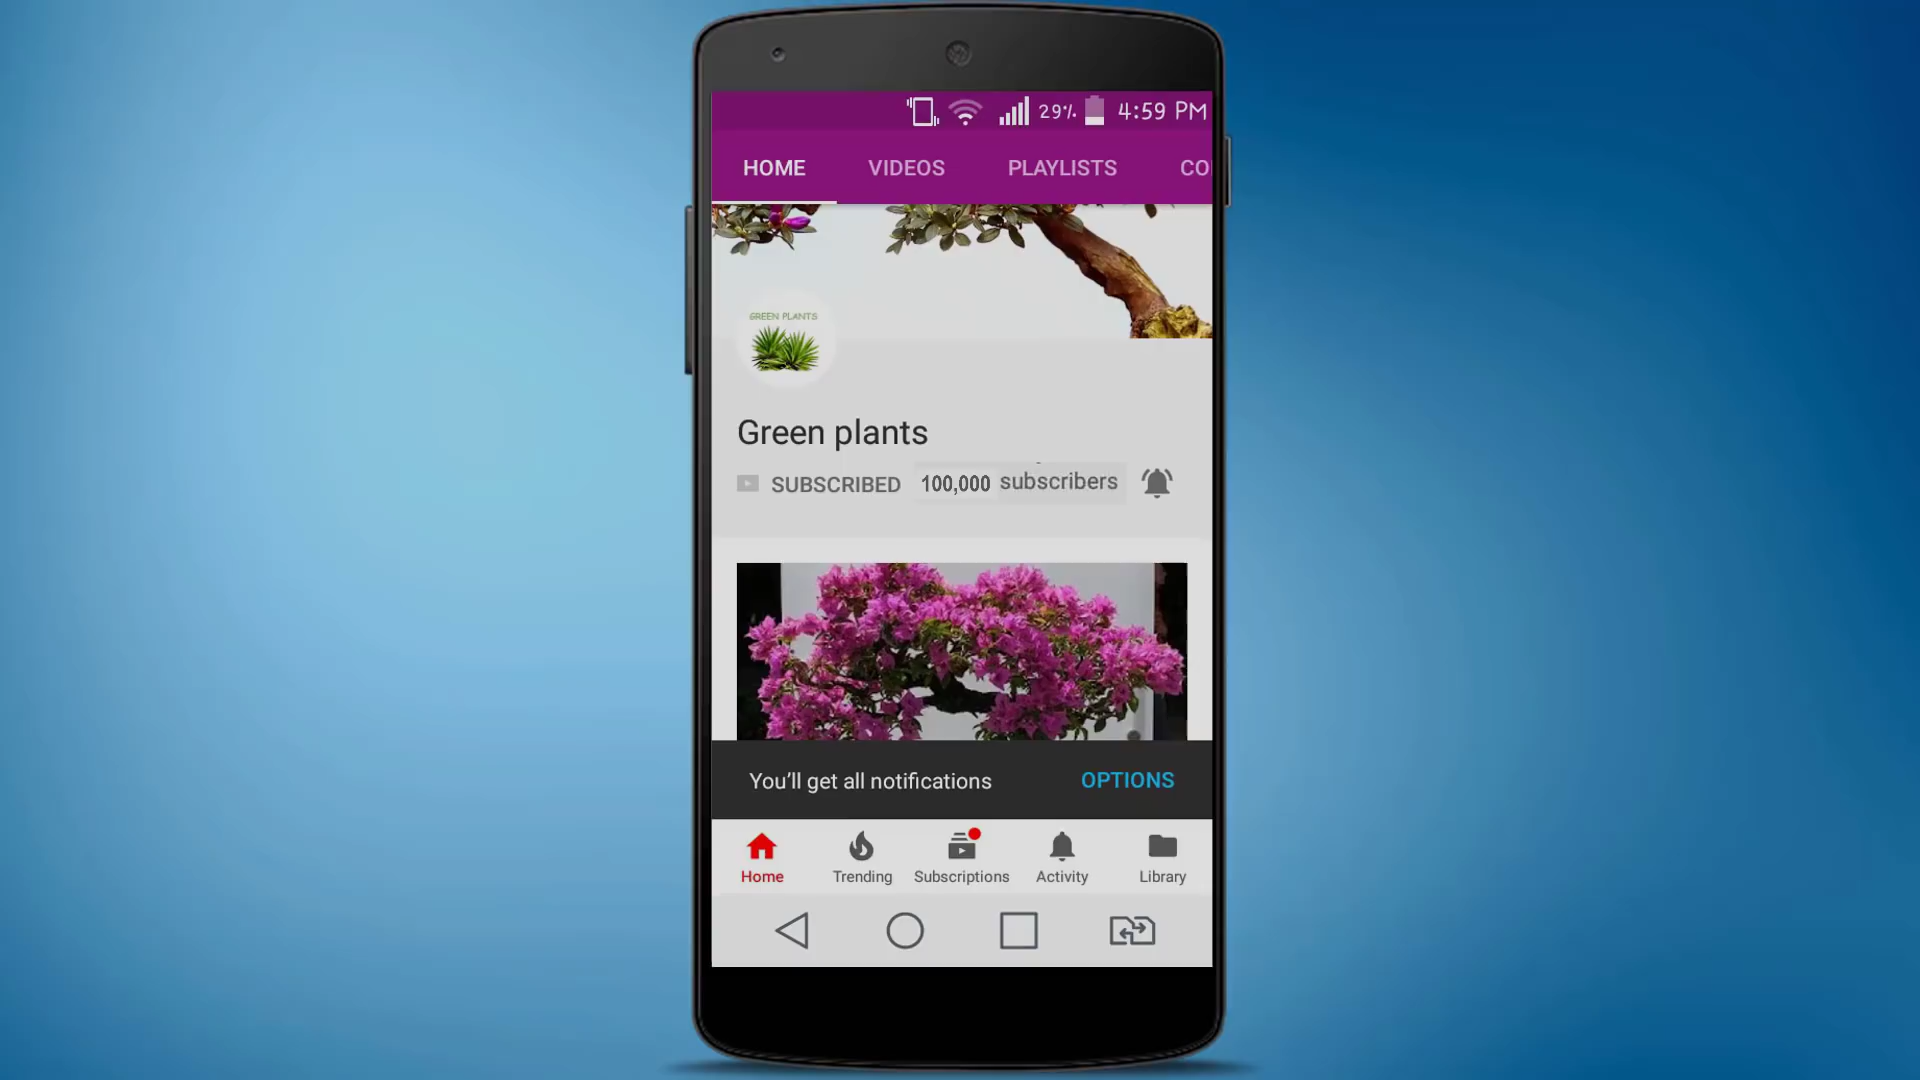 29% 4:59 PM
HOME VIDEOS PLAYLISTS CO
GREEN PLANTS
Green plants
SUBSCRIBED 100,000 subscribers
You’ll get all notifications OPTIONS
Home Trending Subscriptions Activity Library